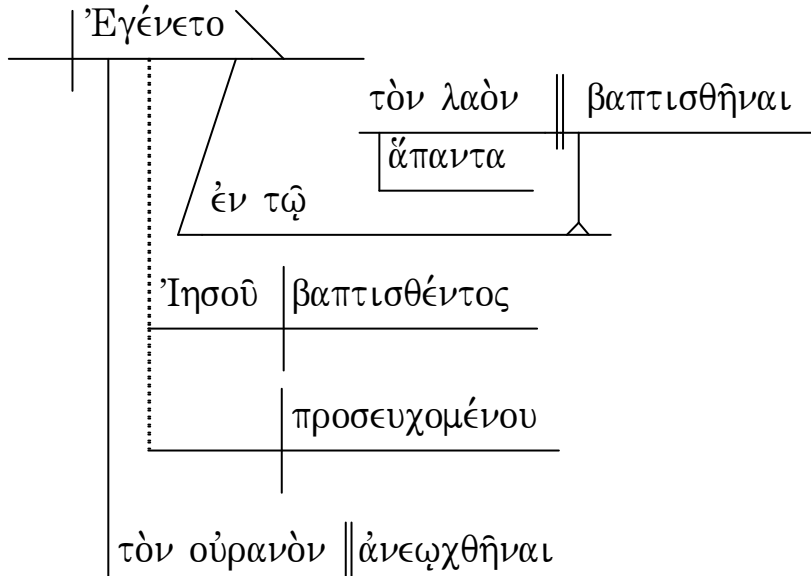 Ἐγένετο
τὸν λαὸν βαπτισθῆναι
ἅπαντα
ἐν τῷ
Ἰησοῦ βαπτισθέντος
προσευχομένου
τὸν οὐρανὸν ἀνεῳχθῆναι